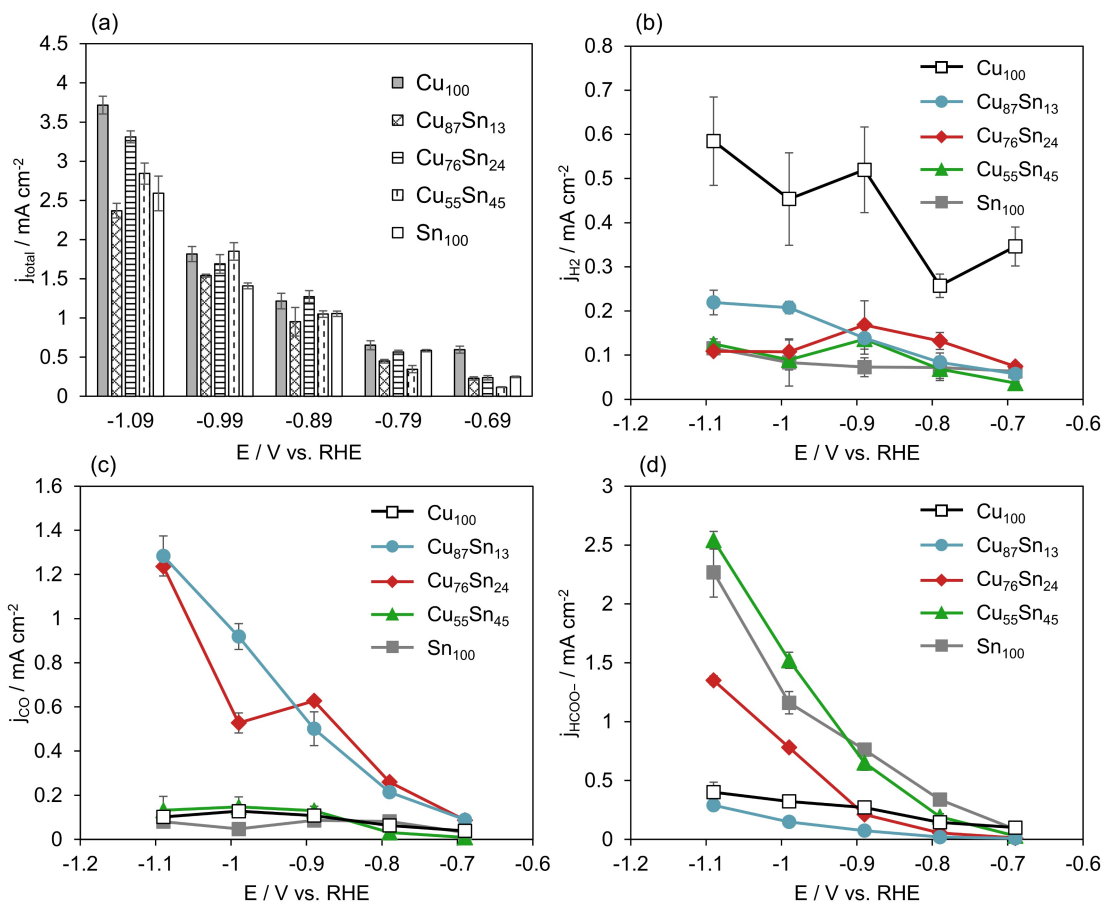 (a)
4.5
4
3.5
3
2.5
2
1.5
1
0.5
0
j_total / mA cm⁻²
Cu₁₀₀
Cu₈₇Sn₁₃
Cu₇₆Sn₂₄
Cu₅₅Sn₄₅
Sn₁₀₀
-1.09 -0.99 -0.89 -0.79 -0.69
E / V vs. RHE
(b)
0.8
0.7
0.6
0.5
0.4
0.3
0.2
0.1
0
j_H2 / mA cm⁻²
Cu₁₀₀
Cu₈₇Sn₁₃
Cu₇₆Sn₂₄
Cu₅₅Sn₄₅
Sn₁₀₀
-1.1 -1 -0.9 -0.8 -0.7 -0.6
E / V vs. RHE
(c)
1.6
1.4
1.2
1
0.8
0.6
0.4
0.2
0
j_CO / mA cm⁻²
Cu₁₀₀
Cu₈₇Sn₁₃
Cu₇₆Sn₂₄
Cu₅₅Sn₄₅
Sn₁₀₀
-1.1 -1 -0.9 -0.8 -0.7 -0.6
E / V vs. RHE
(d)
3
2.5
2
1.5
1
0.5
0
j_HCOO– / mA cm⁻²
Cu₁₀₀
Cu₈₇Sn₁₃
Cu₇₆Sn₂₄
Cu₅₅Sn₄₅
Sn₁₀₀
-1.1 -1 -0.9 -0.8 -0.7 -0.6
E / V vs. RHE